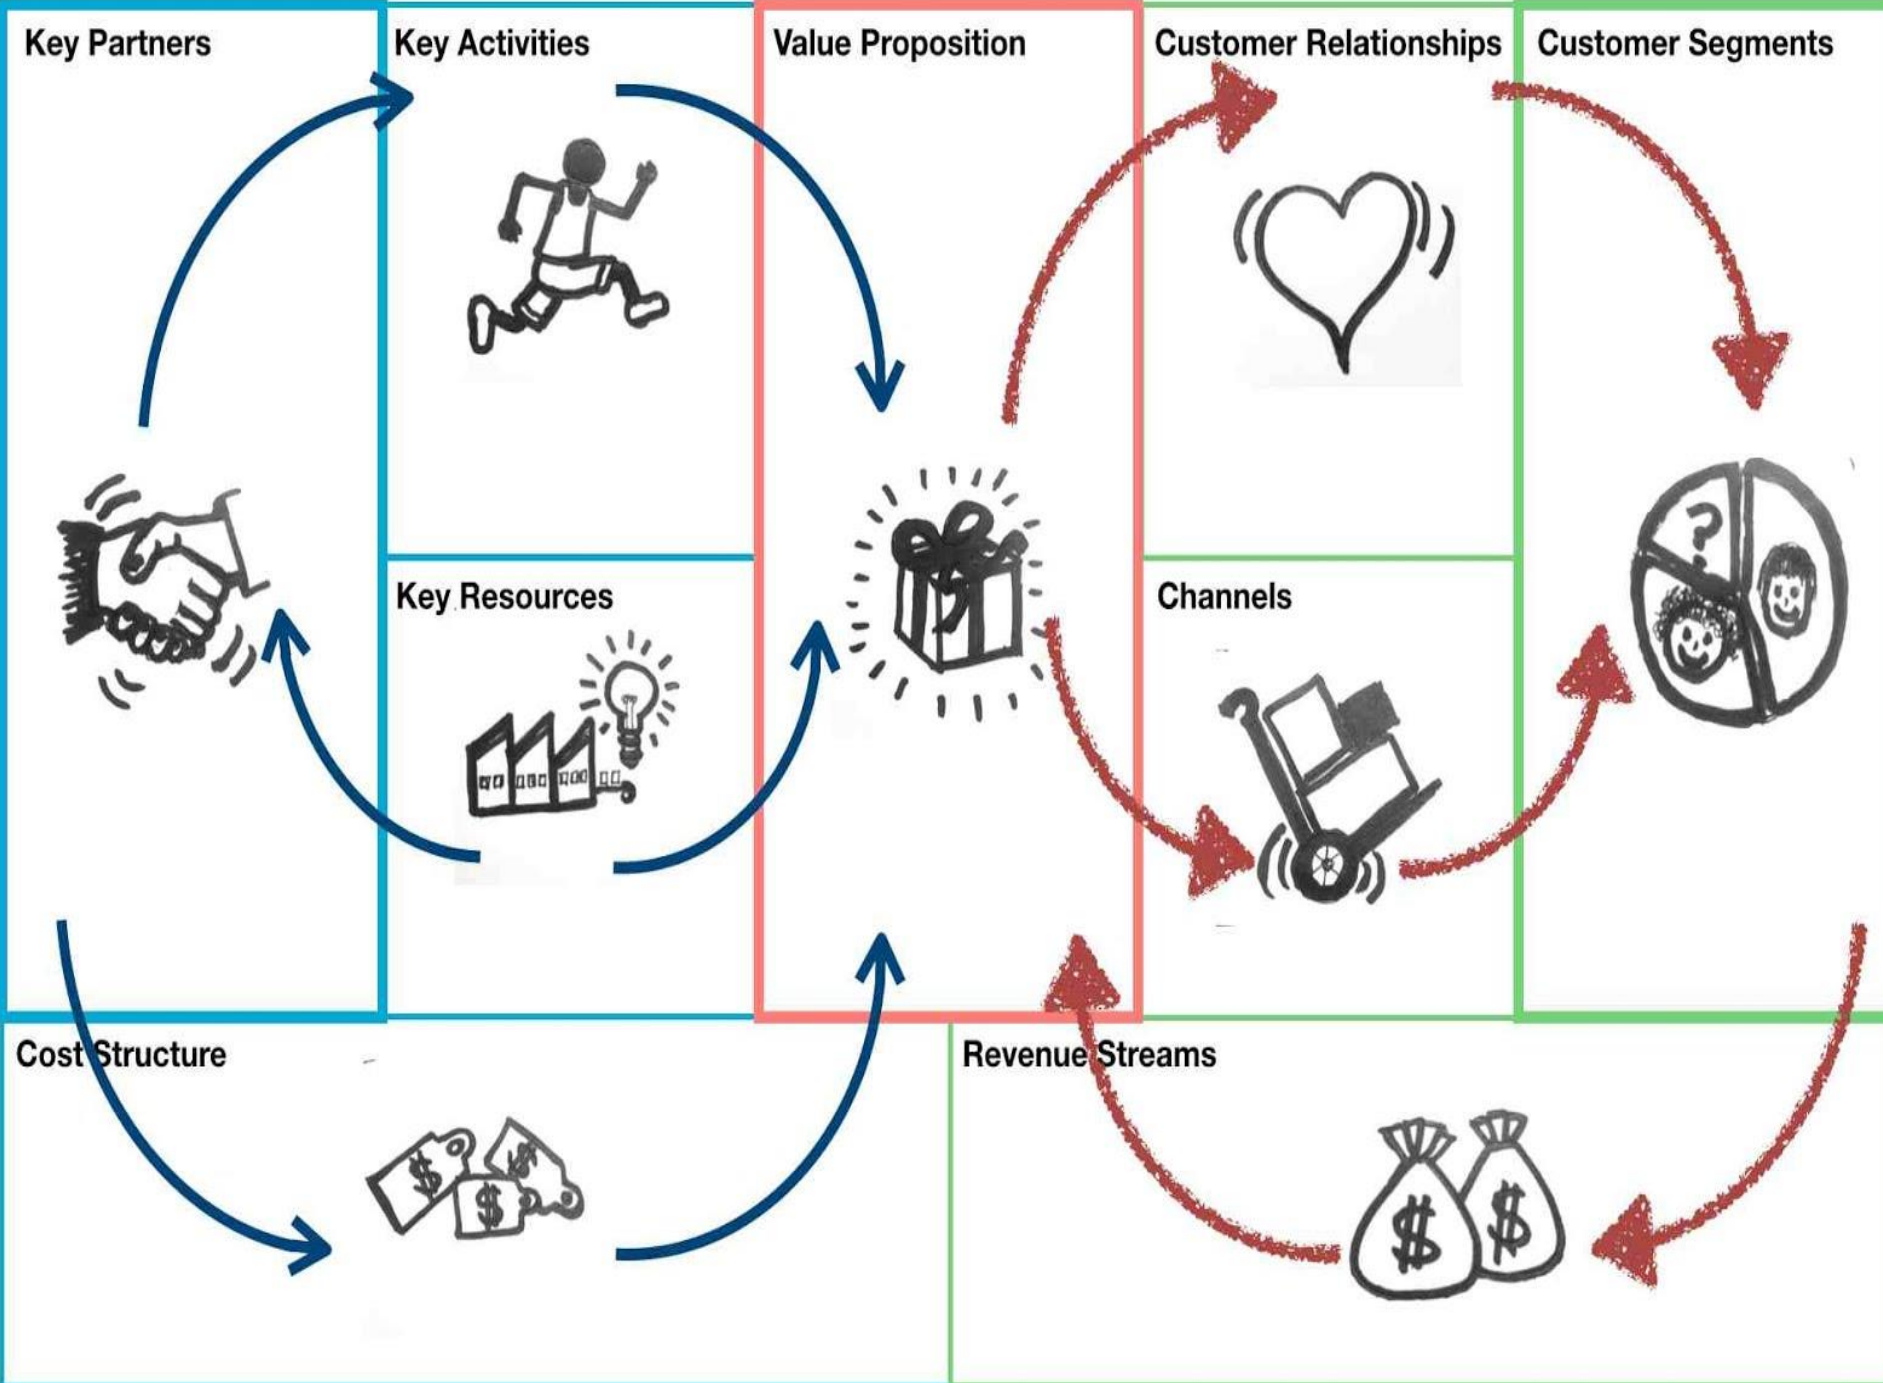 Key Partners
Key Activities
Value Proposition
Customer Relationships
Customer Segments
?
Key Resources
Channels
Cost Structure
$
$
$
Revenue Streams
$
$